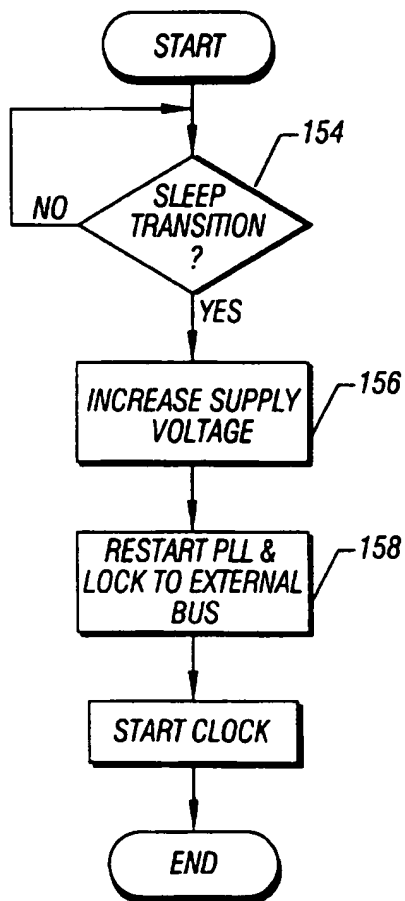 START
154
SLEEP
TRANSITION
?
NO
YES
INCREASE SUPPLY
VOLTAGE
156
RESTART PLL &
LOCK TO EXTERNAL
BUS
158
START CLOCK
END